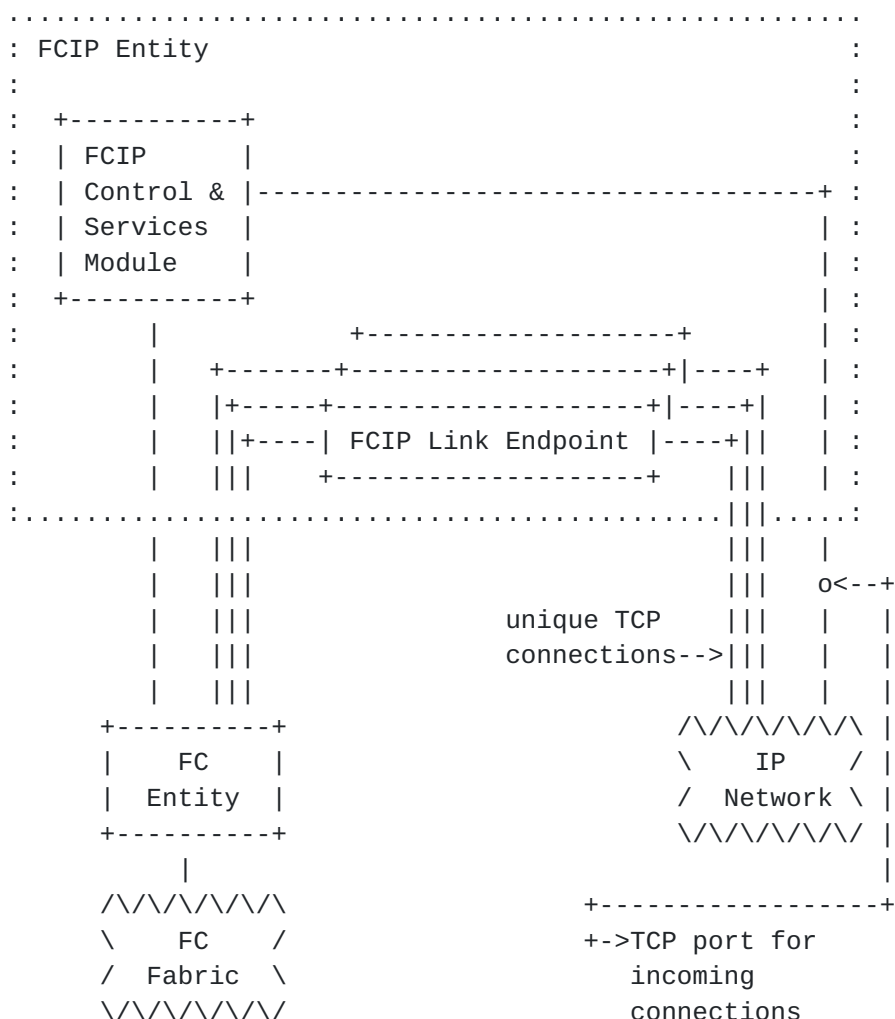 FCIP Entity
FCIP
Control &
Services
Module
FCIP Link Endpoint
unique TCP
connections-->
FC
Entity
IP
Network
FC
Fabric
+->TCP port for
incoming
connections